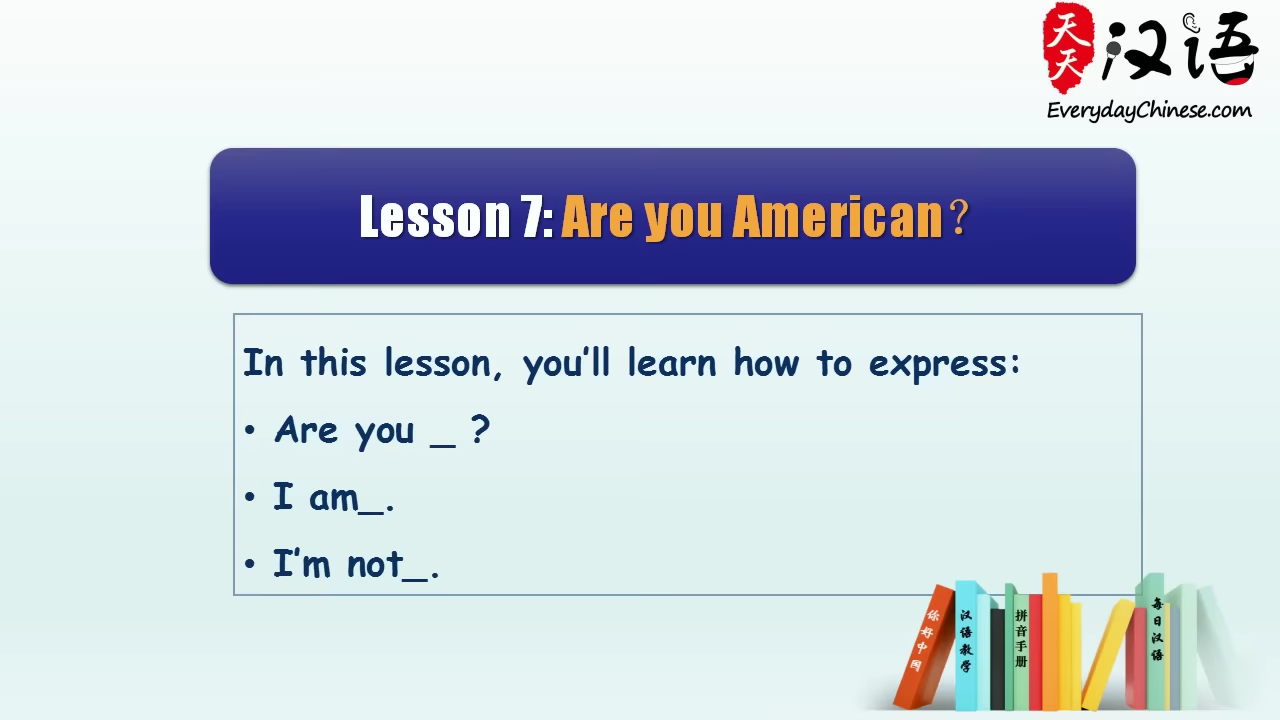 天天 汉语
EverydayChinese.com
Lesson 7: Are you American？
In this lesson, you’ll learn how to express:
• Are you _ ?
• I am_.
• I’m not_.
你好中国
汉语教学
拼音手册
每日汉语